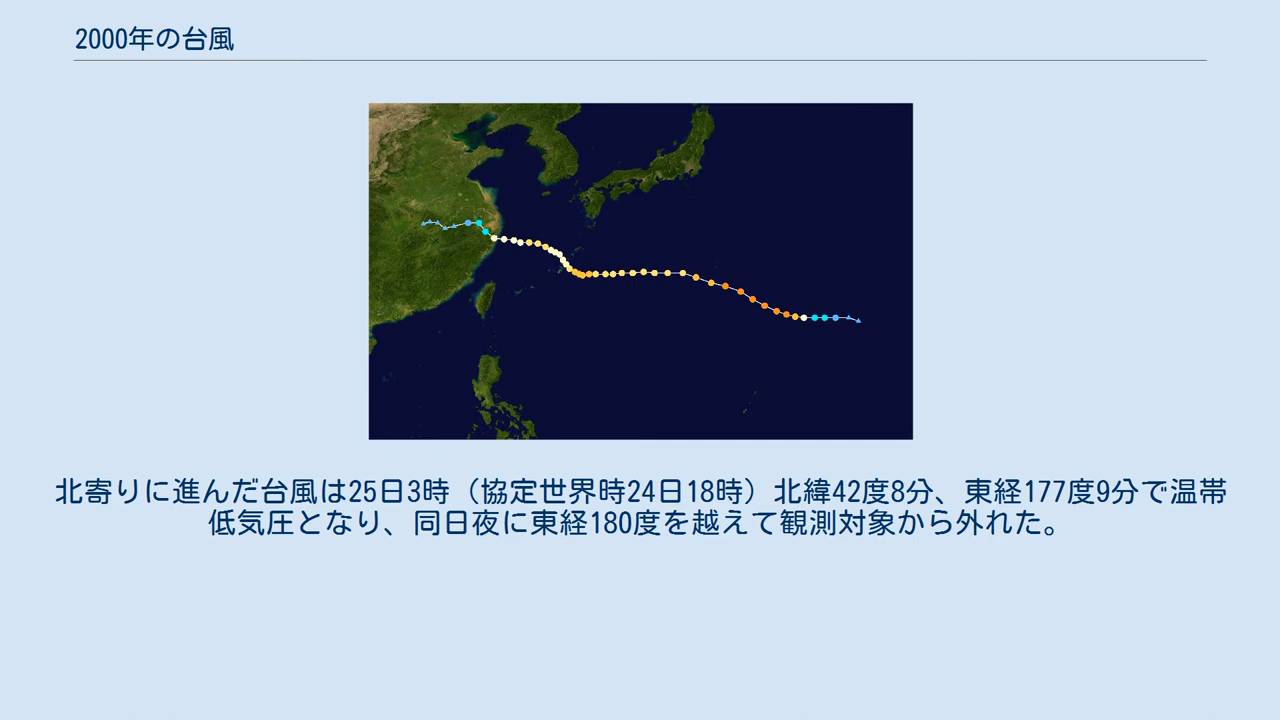 2000年の台風
北寄りに進んだ台風は25日3時（協定世界時24日18時）北緯42度8分、東経177度9分で温帯
低気圧となり、同日夜に東経180度を越えて観測対象から外れた。